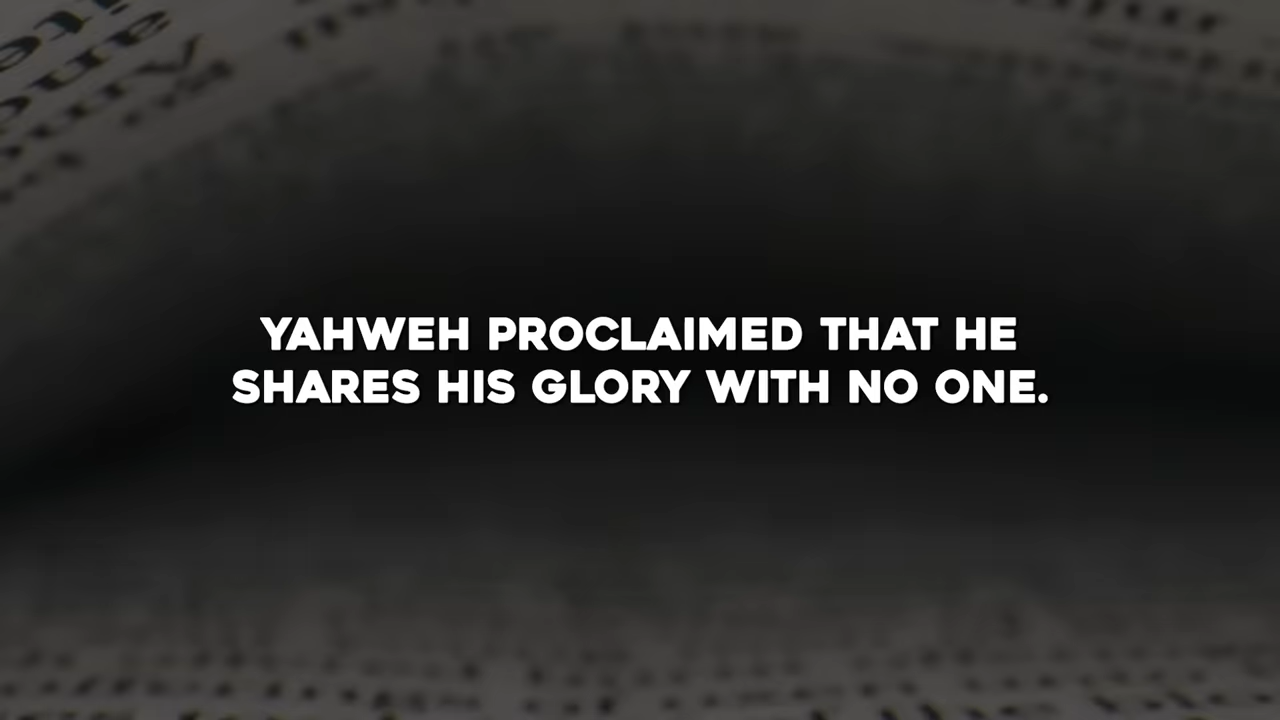 YAHWEH PROCLAIMED THAT HE
SHARES HIS GLORY WITH NO ONE.